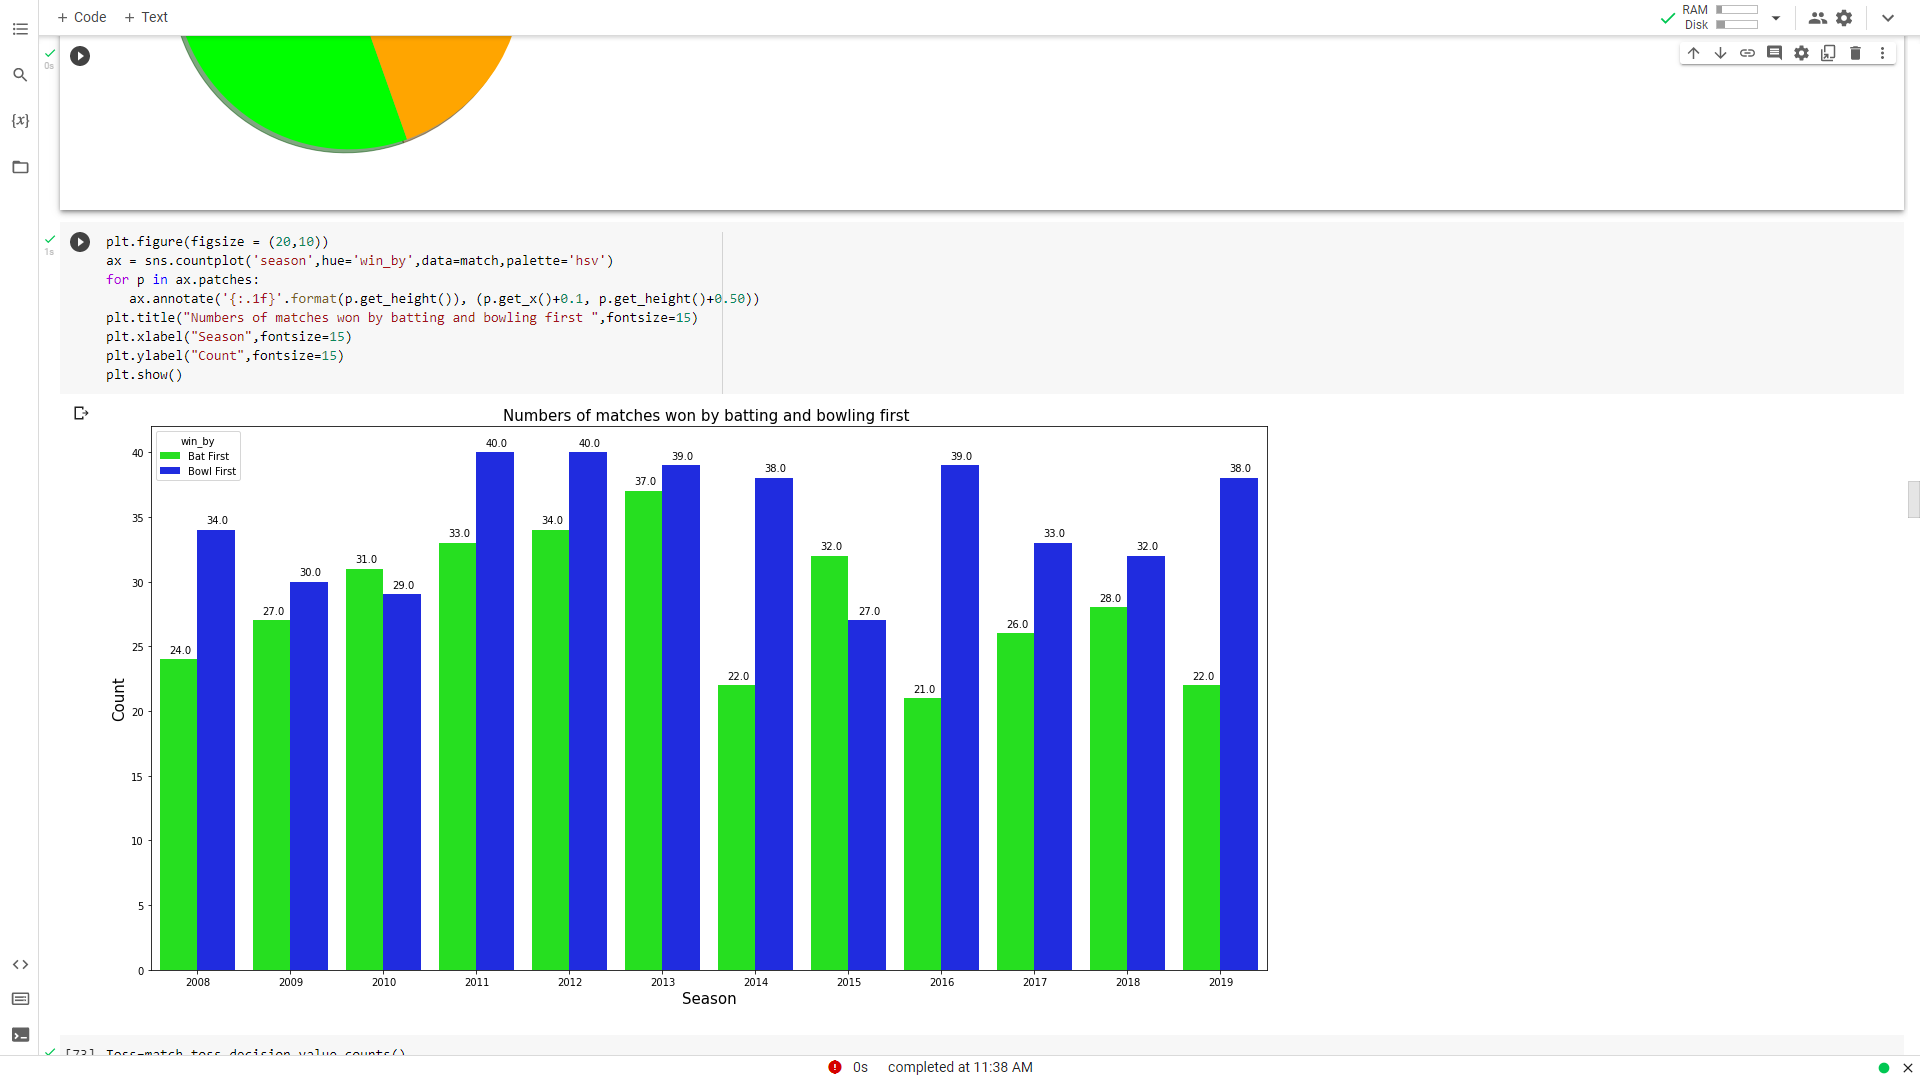 + Code + Text
RAM
Disk
0s
{x}
1s
plt.figure(figsize = (20,10))
ax = sns.countplot('season',hue='win_by',data=match,palette='hsv')
for p in ax.patches:
ax.annotate('{:.1f}'.format(p.get_height()), (p.get_x()+0.1, p.get_height()+0.50))
plt.title("Numbers of matches won by batting and bowling first ",fontsize=15)
plt.xlabel("Season",fontsize=15)
plt.ylabel("Count",fontsize=15)
plt.show()
Numbers of matches won by batting and bowling first
win_by
Bat First
Bowl First
40
35
30
25
20
15
10
5
0
Count
24.0
34.0
27.0
30.0
31.0
29.0
33.0
40.0
34.0
40.0
37.0
39.0
22.0
38.0
32.0
27.0
21.0
39.0
26.0
33.0
28.0
32.0
22.0
38.0
2008 2009 2010 2011 2012 2013 2014 2015 2016 2017 2018 2019
Season
[73] Toss=match.toss_decision.value_counts()
0s completed at 11:38 AM